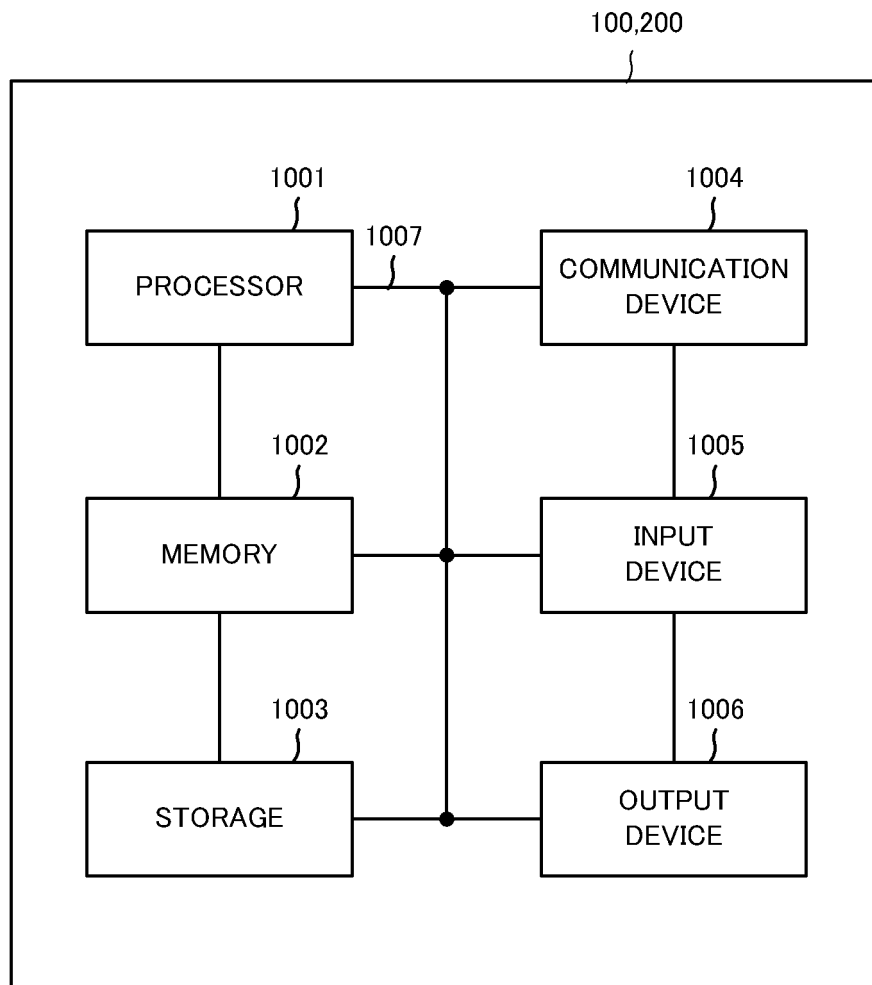 100,200
1001
1004
1007
PROCESSOR
COMMUNICATION
DEVICE
1002
1005
MEMORY
INPUT
DEVICE
1003
1006
STORAGE
OUTPUT
DEVICE